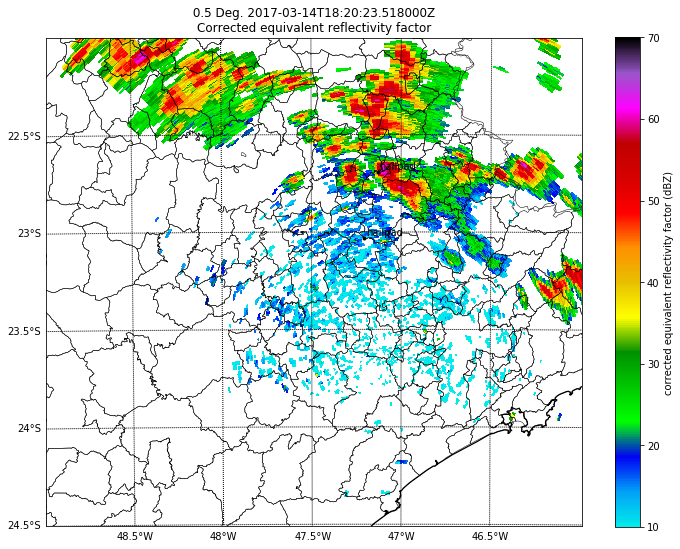 0.5 Deg. 2017-03-14T18:20:23.518000Z
Corrected equivalent reflectivity factor
22.5°S
23°S
23.5°S
24°S
24.5°S
48.5°W
48°W
47.5°W
47°W
46.5°W
70
60
50
40
30
20
10
corrected equivalent reflectivity factor (dBZ)